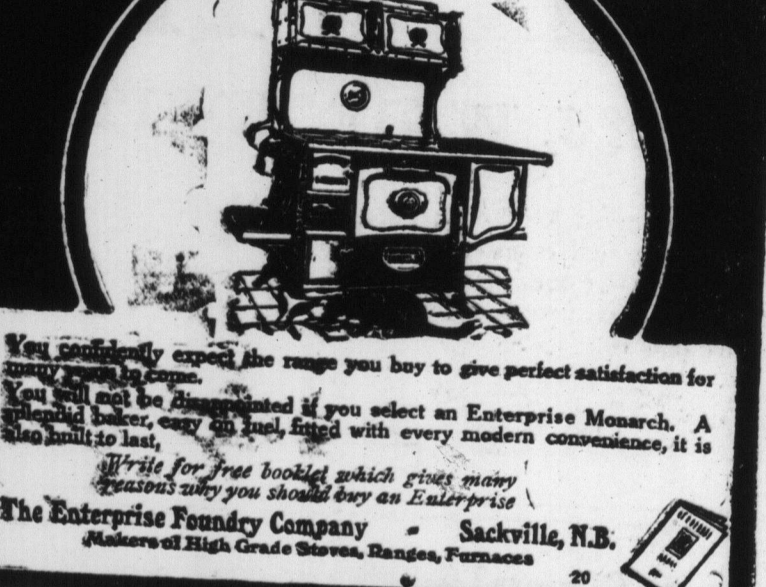 You confidently expect the range you buy to give perfect satisfaction for
many years to come.
You will not be disappointed if you select an Enterprise Monarch. A
splendid baker, easy on fuel, fitted with every modern convenience, it is
also built to last,
Write for free booklet which gives many
reasons why you should buy an Enterprise
The Enterprise Foundry Company - Sackville, N.B.
Makers of High Grade Stoves, Ranges, Furnaces
20